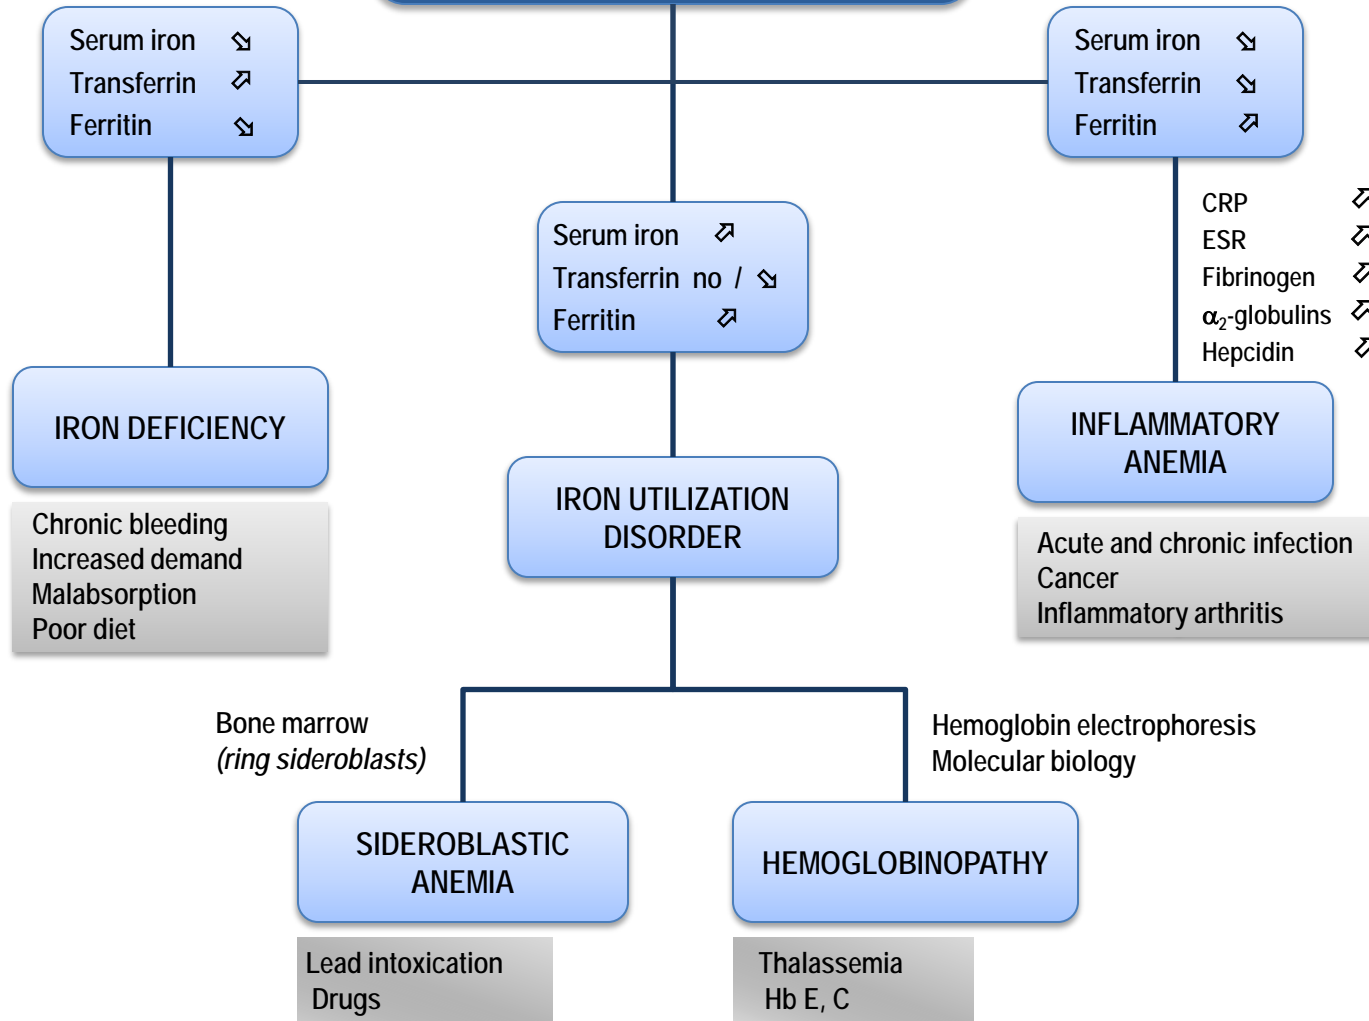 Serum iron ⬂
Transferrin ⬀
Ferritin ⬂
Serum iron ⬂
Transferrin ⬂
Ferritin ⬀
CRP ⬀
ESR ⬀
Fibrinogen ⬀
α₂-globulins ⬀
Hepcidin ⬀
Serum iron ⬀
Transferrin no / ⬂
Ferritin ⬀
IRON DEFICIENCY
Chronic bleeding
Increased demand
Malabsorption
Poor diet
IRON UTILIZATION
DISORDER
INFLAMMATORY
ANEMIA
Acute and chronic infection
Cancer
Inflammatory arthritis
Bone marrow
(ring sideroblasts)
Hemoglobin electrophoresis
Molecular biology
SIDEROBLASTIC
ANEMIA
Lead intoxication
Drugs
HEMOGLOBINOPATHY
Thalassemia
Hb E, C